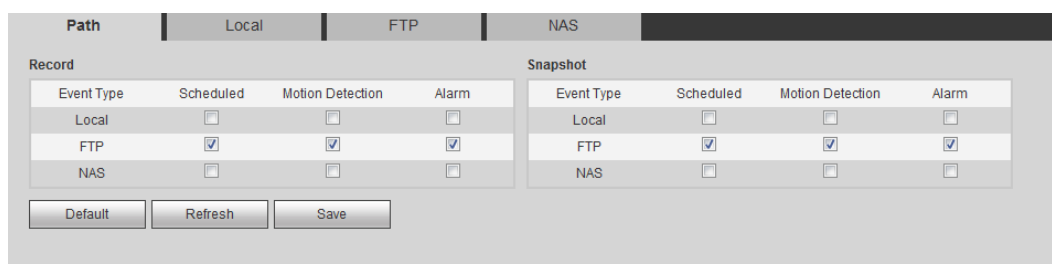 Path Local FTP NAS
Record Snapshot
Event Type Scheduled Motion Detection Alarm Event Type Scheduled Motion Detection Alarm
Local Local
FTP FTP
NAS NAS
Default Refresh Save